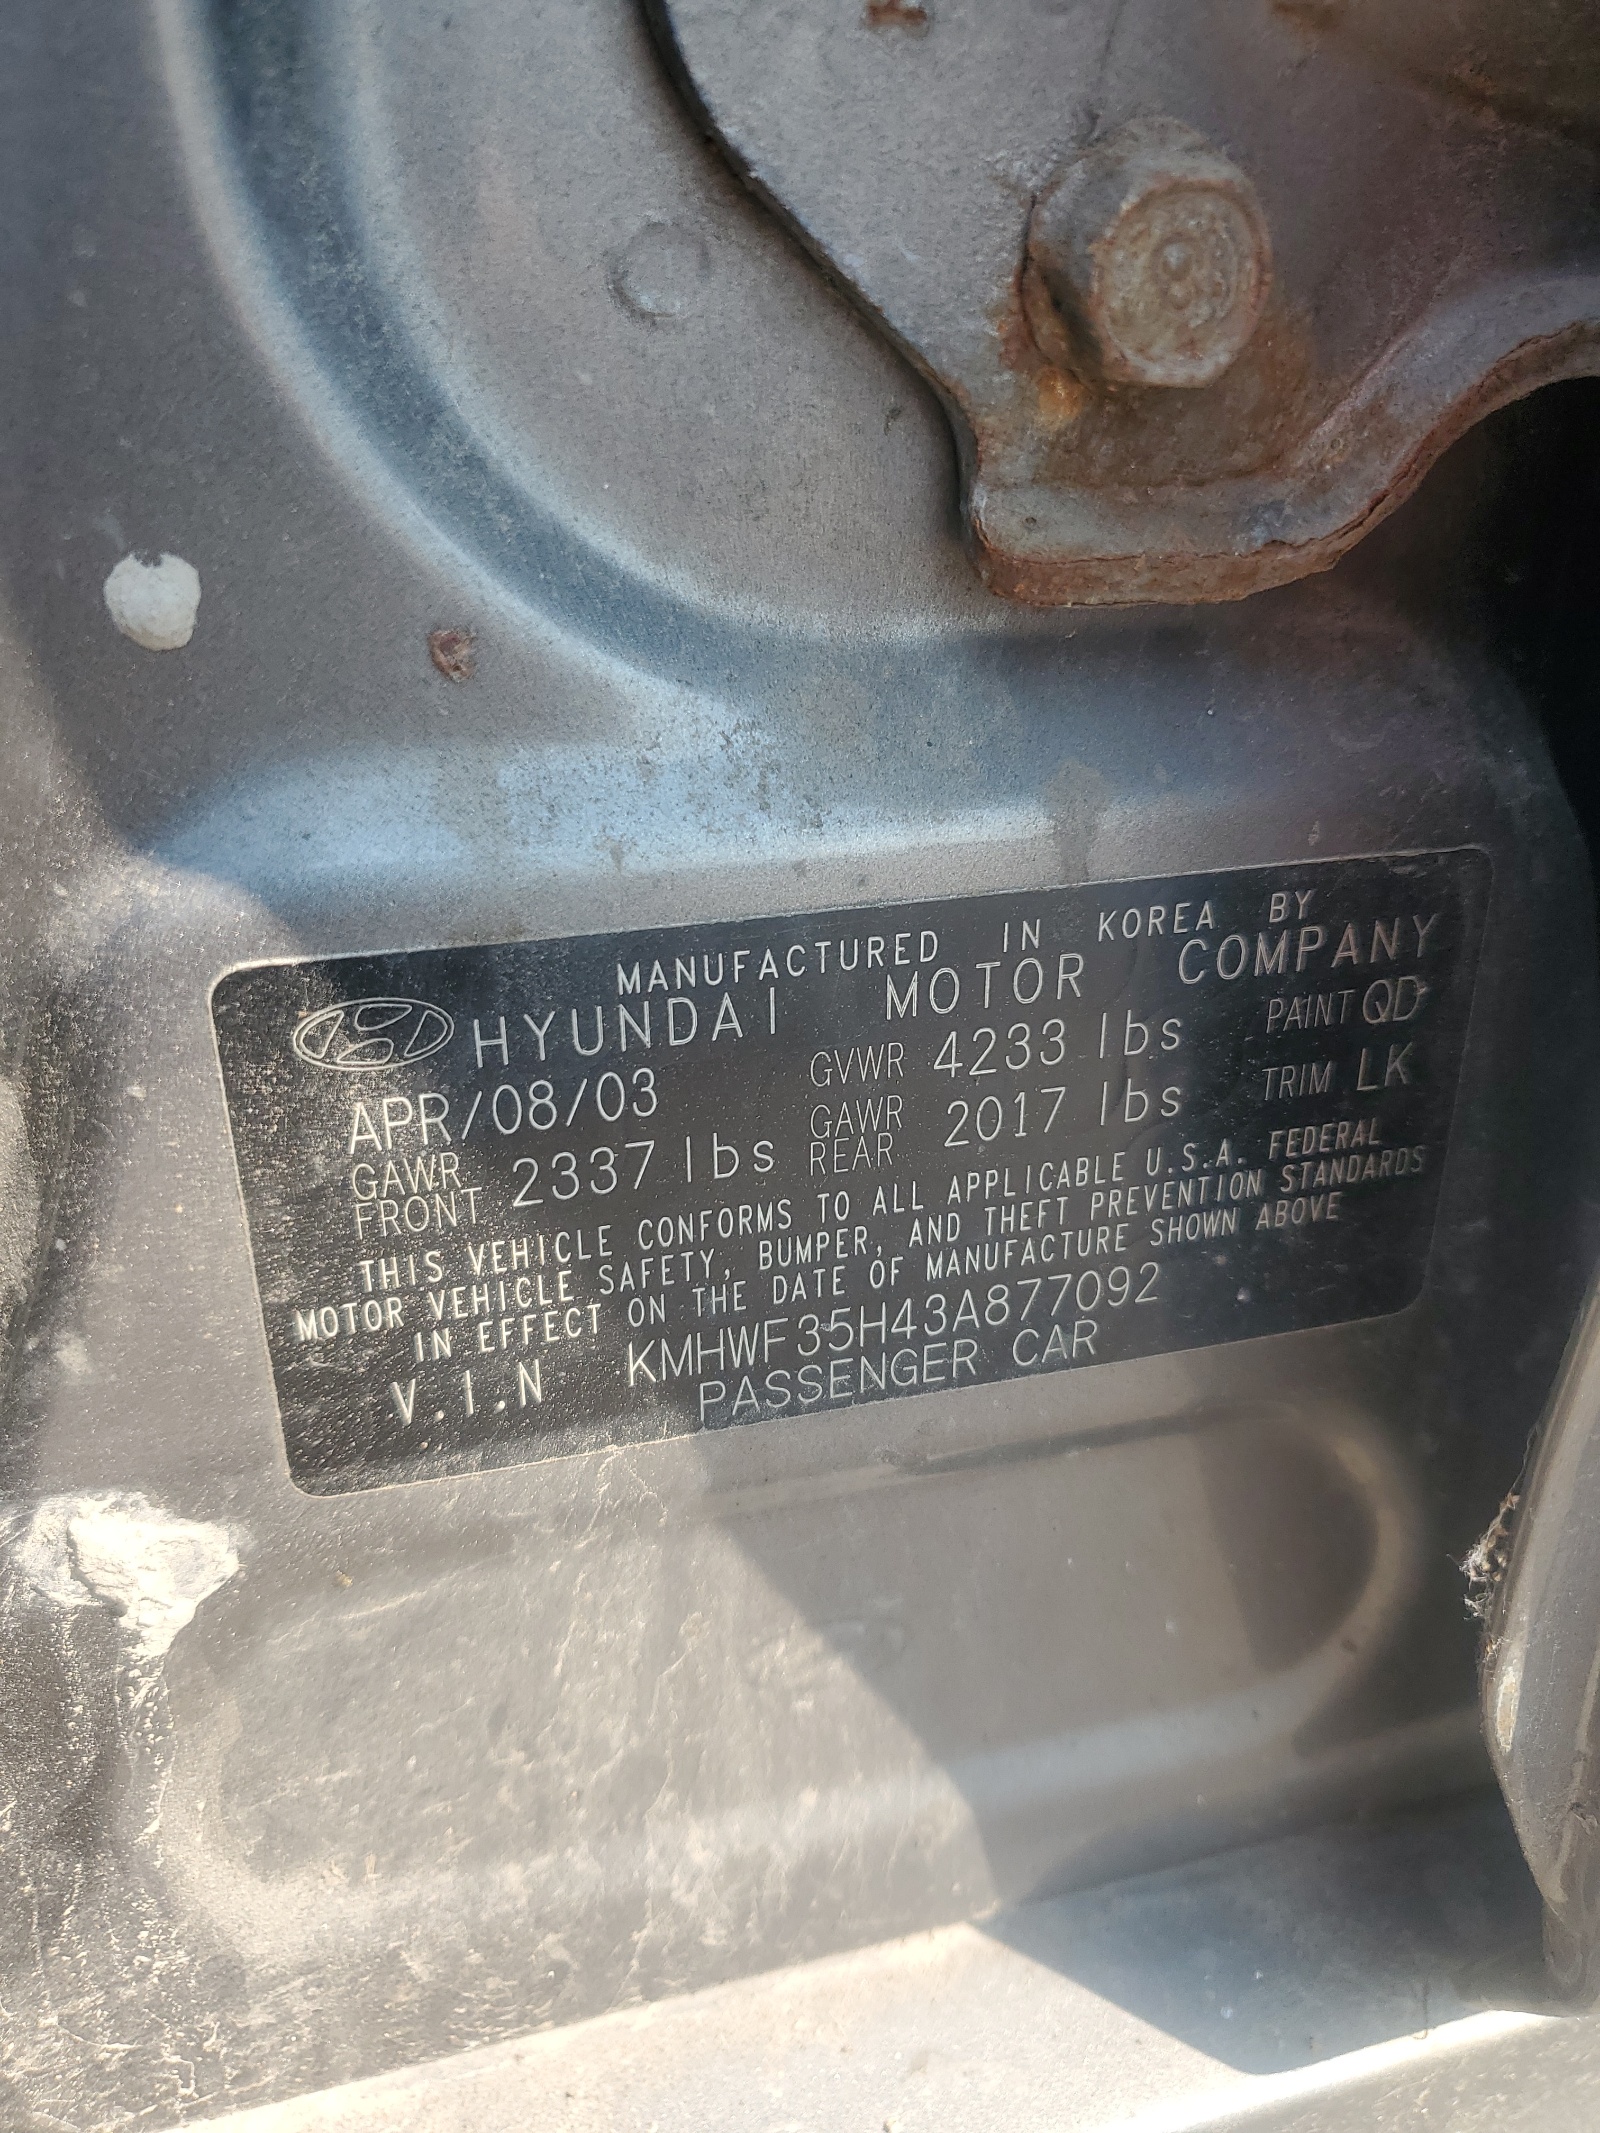 MANUFACTURED IN KOREA BY
HYUNDAI MOTOR COMPANY
APR/08/03 GVWR 4233 lbs PAINT QD
GAWR FRONT 2337 lbs GAWR REAR 2017 lbs TRIM LK
THIS VEHICLE CONFORMS TO ALL APPLICABLE U.S.A. FEDERAL
MOTOR VEHICLE SAFETY, BUMPER, AND THEFT PREVENTION STANDARDS
IN EFFECT ON THE DATE OF MANUFACTURE SHOWN ABOVE
V.I.N KMHWF35H43A877092
PASSENGER CAR